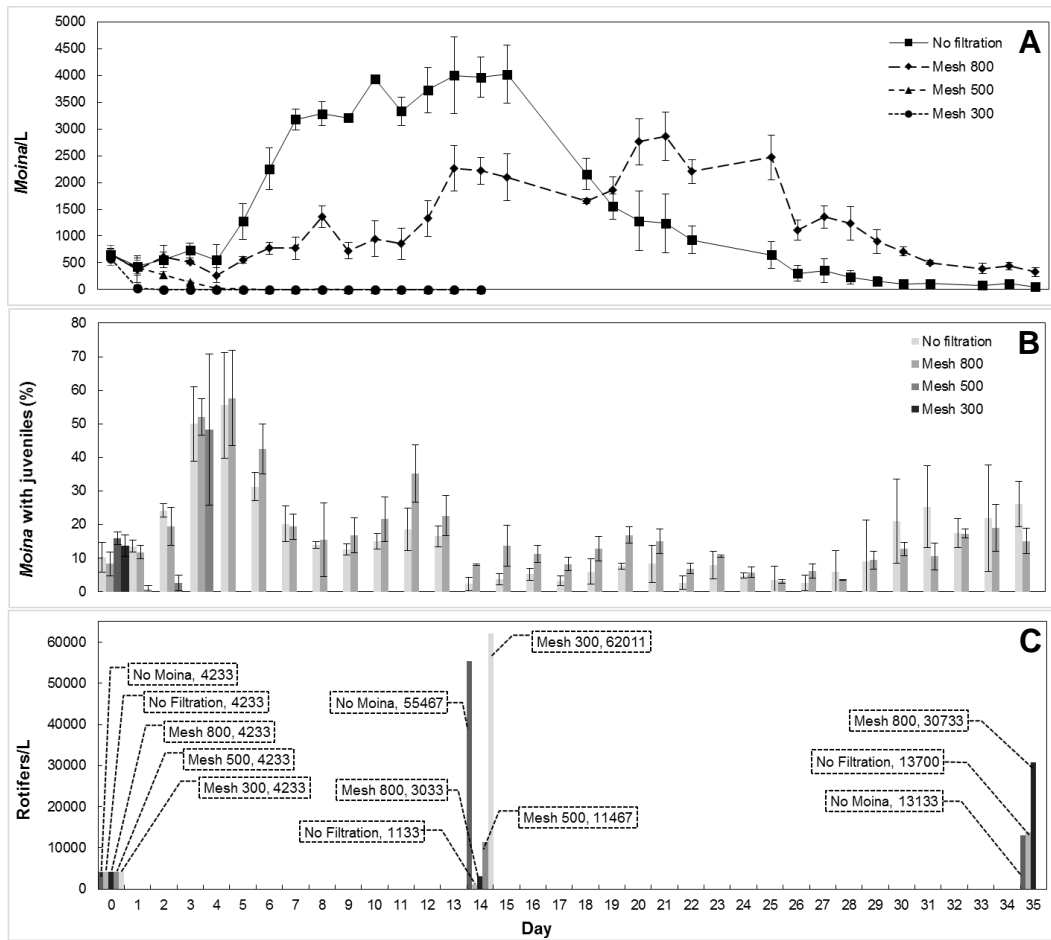 A
5000
4500
4000
3500
3000
2500
2000
1500
1000
500
0
Moina/L
No filtration
Mesh 800
Mesh 500
Mesh 300
B
80
70
60
50
40
30
20
10
0
Moina with juveniles (%)
No filtration
Mesh 800
Mesh 500
Mesh 300
C
60000
50000
40000
30000
20000
10000
0
Rotifers/L
No Moina, 4233
No Filtration, 4233
Mesh 800, 4233
Mesh 500, 4233
Mesh 300, 4233
Mesh 300, 62011
No Moina, 55467
Mesh 800, 3033
No Filtration, 1133
Mesh 500, 11467
Mesh 800, 30733
No Filtration, 13700
No Moina, 13133
0 1 2 3 4 5 6 7 8 9 10 11 12 13 14 15 16 17 18 19 20 21 22 23 24 25 26 27 28 29 30 31 32 33 34 35
Day